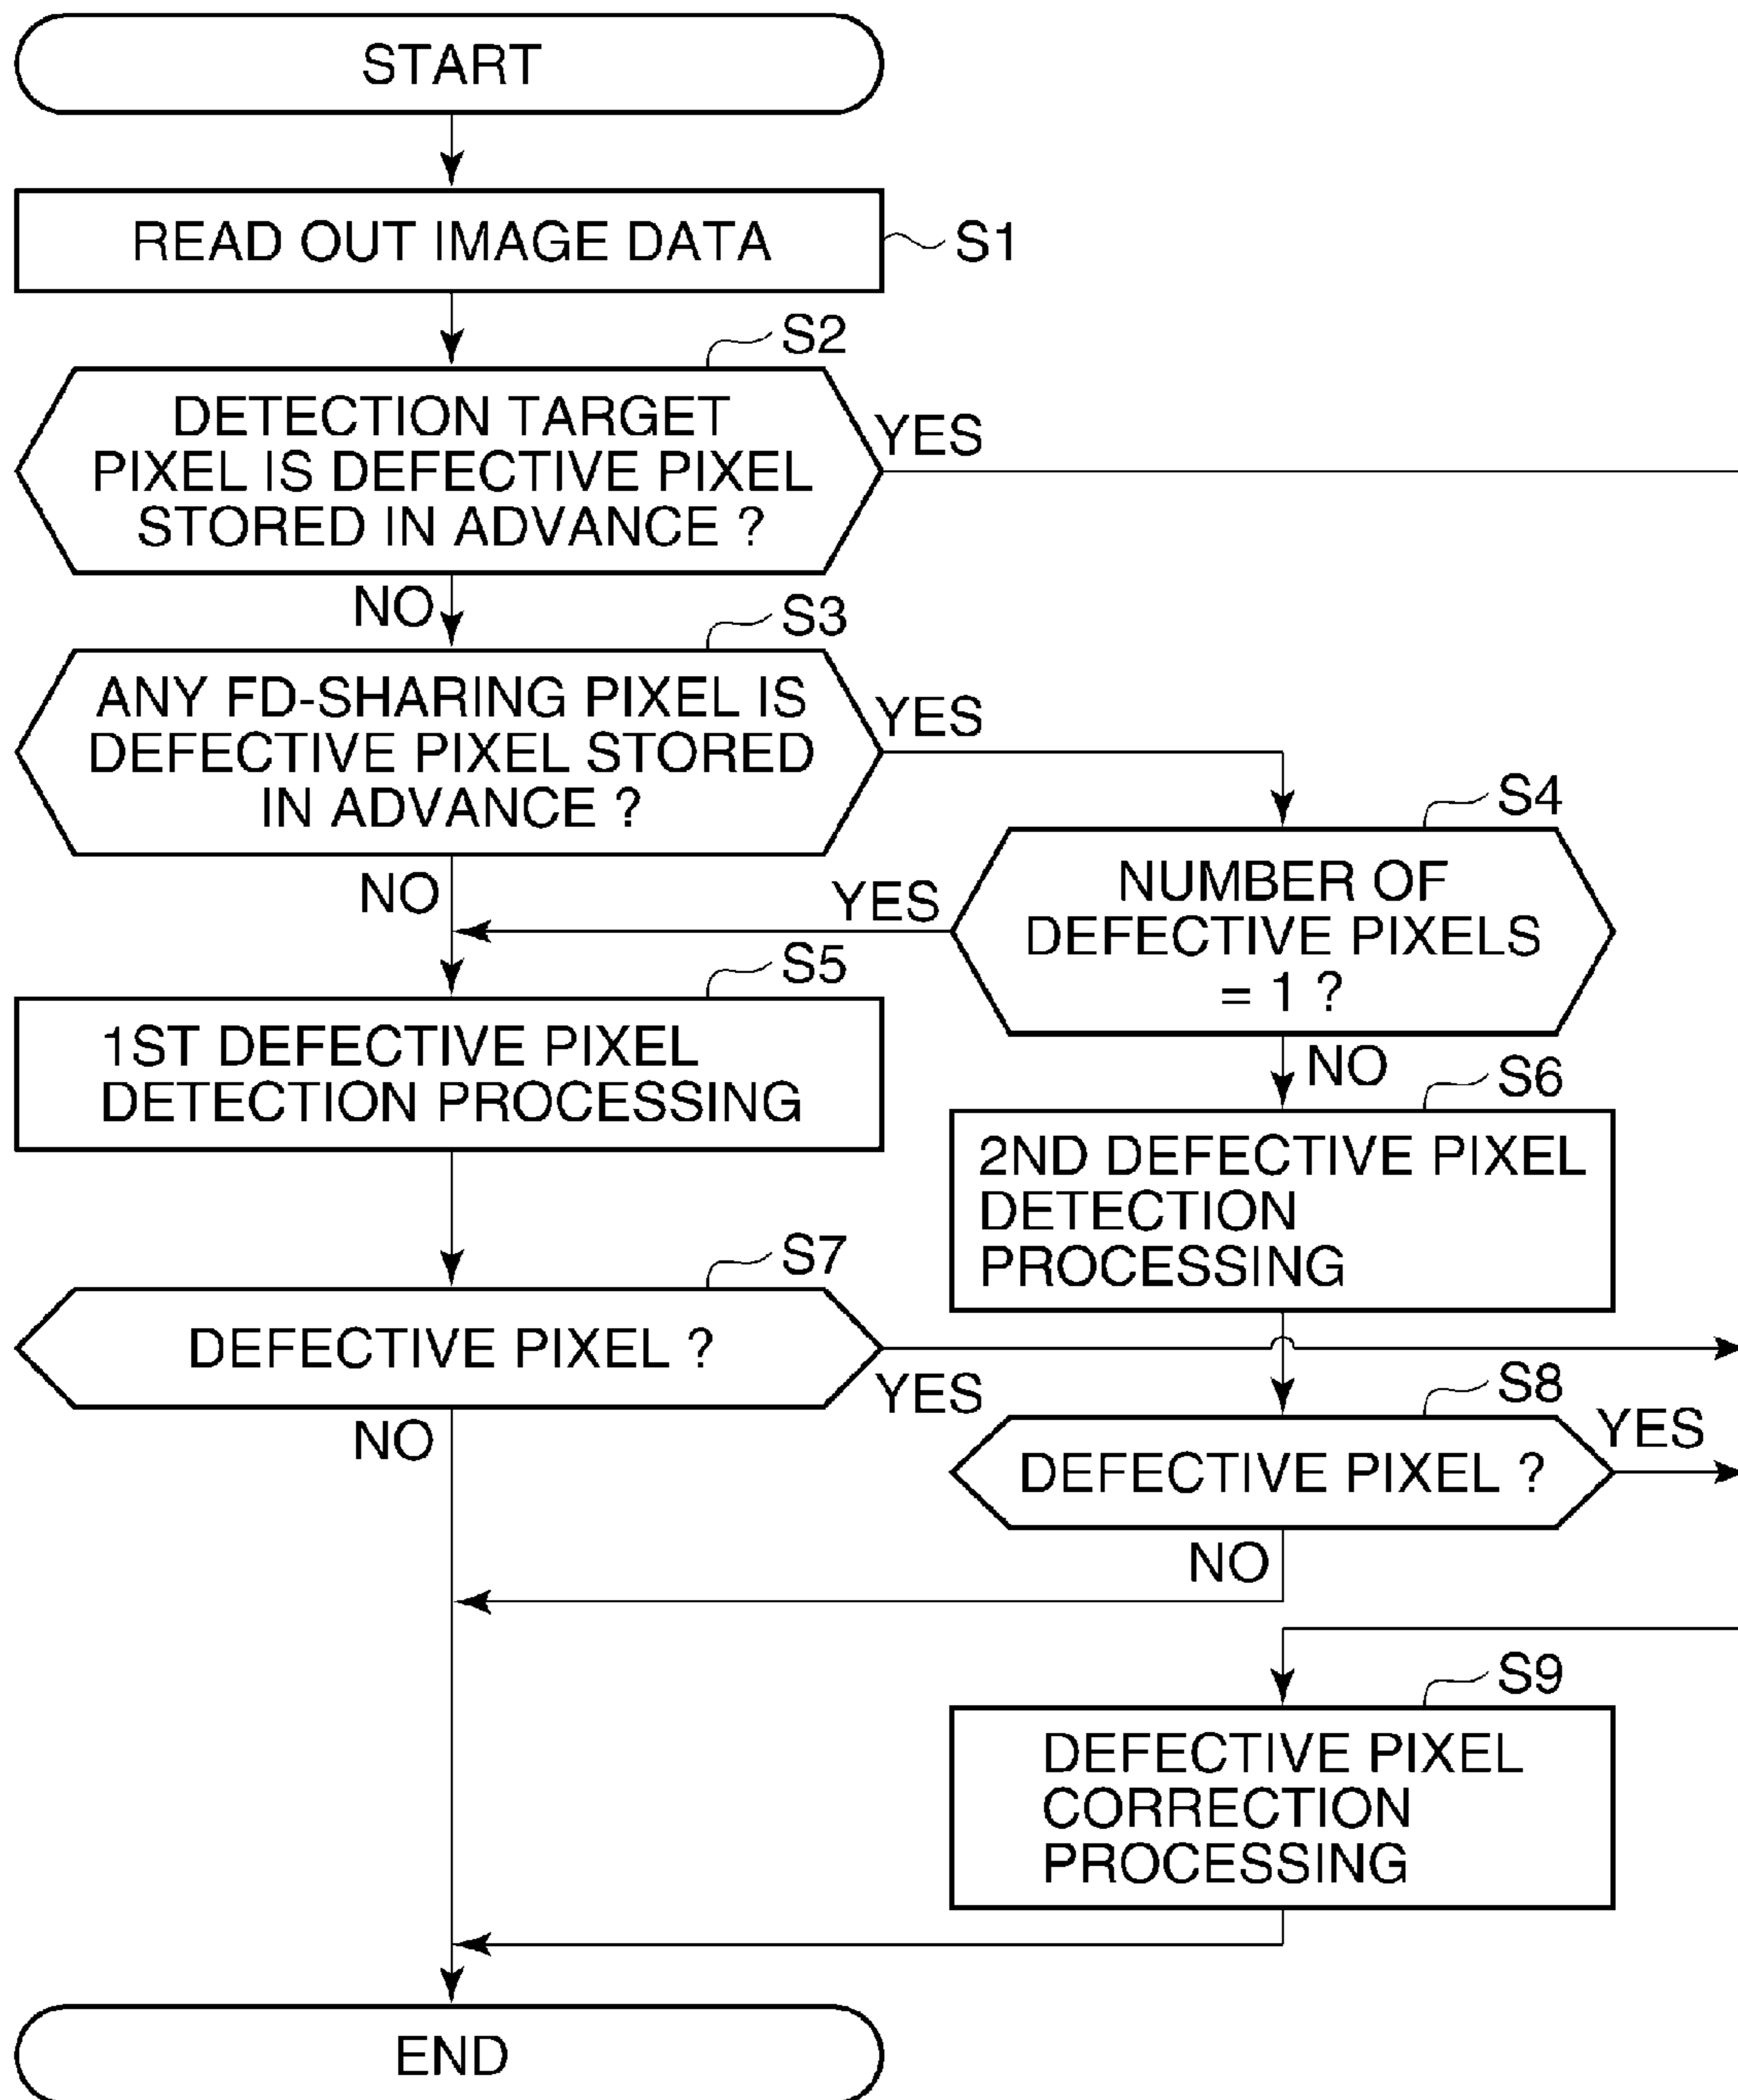 START
READ OUT IMAGE DATA
S1
S2
DETECTION TARGET
PIXEL IS DEFECTIVE PIXEL
STORED IN ADVANCE ?
YES
NO
S3
ANY FD-SHARING PIXEL IS
DEFECTIVE PIXEL STORED
IN ADVANCE ?
YES
NO
S4
NUMBER OF
DEFECTIVE PIXELS
= 1 ?
YES
NO
S5
1ST DEFECTIVE PIXEL
DETECTION PROCESSING
S6
2ND DEFECTIVE PIXEL
DETECTION
PROCESSING
S7
DEFECTIVE PIXEL ?
YES
NO
S8
DEFECTIVE PIXEL ?
YES
NO
S9
DEFECTIVE PIXEL
CORRECTION
PROCESSING
END